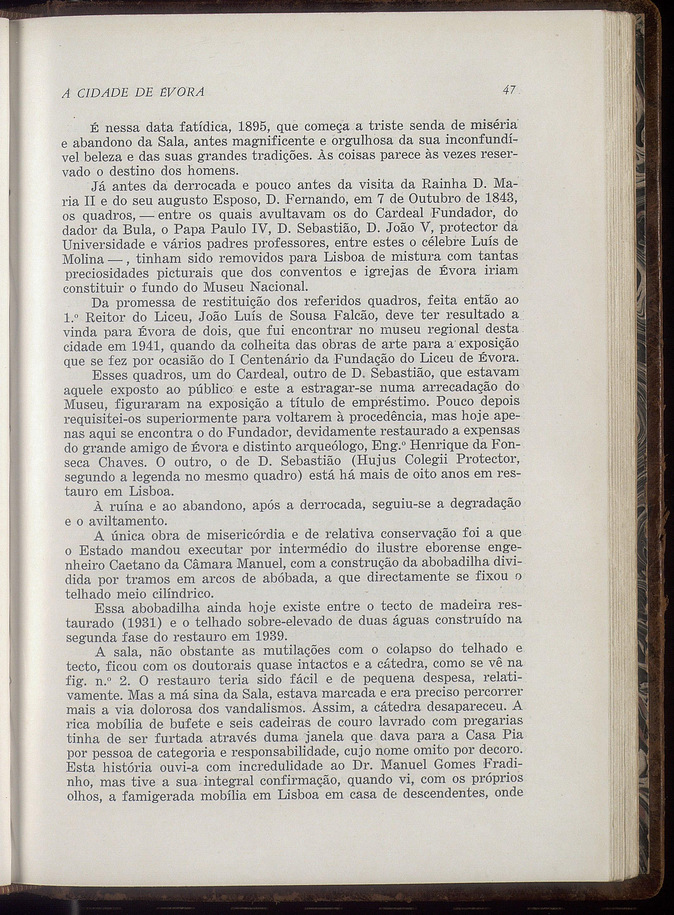 A CIDADE DE ÉVORA 47
É nessa data fatídica, 1895, que começa a triste senda de miséria
e abandono da Sala, antes magnificente e orgulhosa da sua inconfundí-
vel beleza e das suas grandes tradições. Às coisas parece às vezes reser-
vado o destino dos homens.
Já antes da derrocada e pouco antes da visita da Rainha D. Ma-
ria II e do seu augusto Esposo, D. Fernando, em 7 de Outubro de 1843,
os quadros, — entre os quais avultavam os do Cardeal Fundador, do
dador da Bula, o Papa Paulo IV, D. Sebastião, D. João V, protector da
Universidade e vários padres professores, entre estes o célebre Luís de
Molina — , tinham sido removidos para Lisboa de mistura com tantas
preciosidades picturais que dos conventos e igrejas de Évora iriam
constituir o fundo do Museu Nacional.
Da promessa de restituição dos referidos quadros, feita então ao
1.º Reitor do Liceu, João Luís de Sousa Falcão, deve ter resultado a
vinda para Évora de dois, que fui encontrar no museu regional desta
cidade em 1941, quando da colheita das obras de arte para a exposição
que se fez por ocasião do I Centenário da Fundação do Liceu de Évora.
Esses quadros, um do Cardeal, outro de D. Sebastião, que estavam
aquele exposto ao público e este a estragar-se numa arrecadação do
Museu, figuraram na exposição a título de empréstimo. Pouco depois
requisitei-os superiormente para voltarem à procedência, mas hoje ape-
nas aqui se encontra o do Fundador, devidamente restaurado a expensas
do grande amigo de Évora e distinto arqueólogo, Eng.º Henrique da Fon-
seca Chaves. O outro, o de D. Sebastião (Hujus Colegii Protector,
segundo a legenda no mesmo quadro) está há mais de oito anos em res-
tauro em Lisboa.
À ruína e ao abandono, após a derrocada, seguiu-se a degradação
e o aviltamento.
A única obra de misericórdia e de relativa conservação foi a que
o Estado mandou executar por intermédio do ilustre eborense enge-
nheiro Caetano da Câmara Manuel, com a construção da abobadilha divi-
dida por tramos em arcos de abóbada, a que directamente se fixou o
telhado meio cilíndrico.
Essa abobadilha ainda hoje existe entre o tecto de madeira res-
taurado (1931) e o telhado sobre-elevado de duas águas construído na
segunda fase do restauro em 1939.
A sala, não obstante as mutilações com o colapso do telhado e
tecto, ficou com os doutorais quase intactos e a cátedra, como se vê na
fig. n.º 2. O restauro teria sido fácil e de pequena despesa, relati-
vamente. Mas a má sina da Sala, estava marcada e era preciso percorrer
mais a via dolorosa dos vandalismos. Assim, a cátedra desapareceu. A
rica mobília de bufete e seis cadeiras de couro lavrado com pregarias
tinha de ser furtada através duma janela que dava para a Casa Pia
por pessoa de categoria e responsabilidade, cujo nome omito por decoro.
Esta história ouvi-a com incredulidade ao Dr. Manuel Gomes Fradi-
nho, mas tive a sua integral confirmação, quando vi, com os próprios
olhos, a famigerada mobília em Lisboa em casa de descendentes, onde